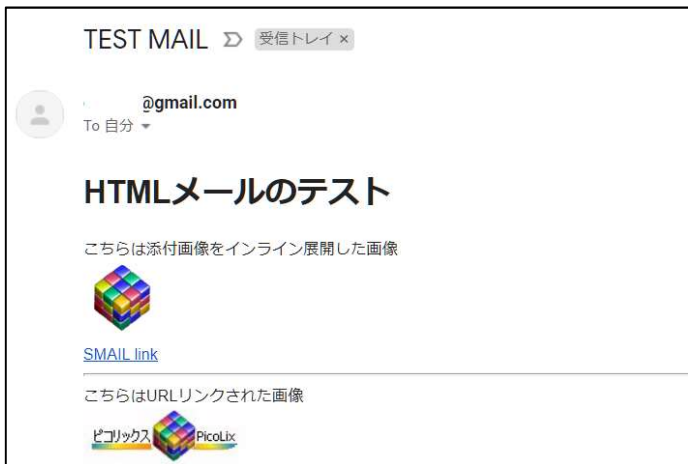 TEST MAIL 受信トレイ ×
@gmail.com
To 自分
HTMLメールのテスト
こちらは添付画像をインライン展開した画像
SMAIL link
こちらはURLリンクされた画像
ピコリックス PicoLix